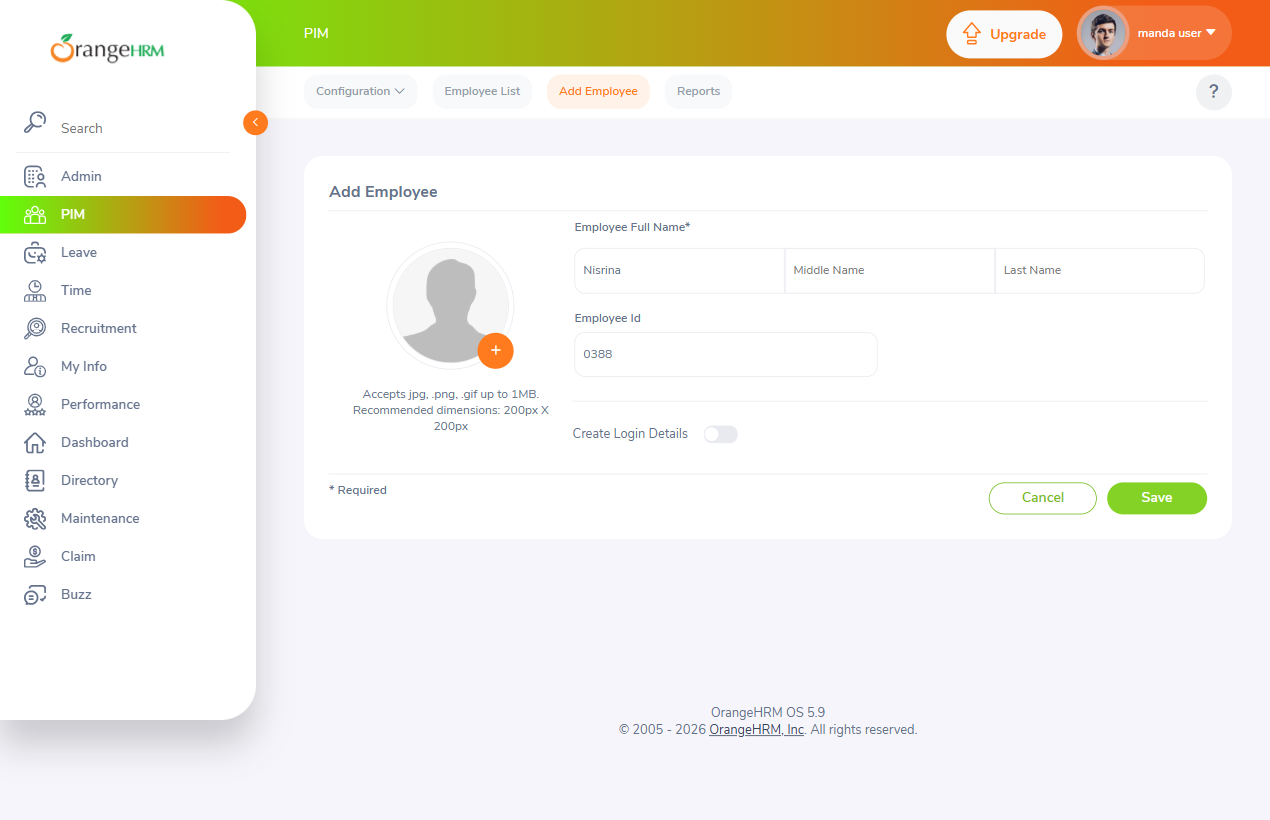 OrangeHRM
PIM
Upgrade
manda user
Configuration
Employee List
Add Employee
Reports
?
Search
Admin
PIM
Leave
Time
Recruitment
My Info
Performance
Dashboard
Directory
Maintenance
Claim
Buzz
Add Employee
Employee Full Name*
Nisrina
Middle Name
Last Name
Employee Id
0388
+
Accepts jpg, .png, .gif up to 1MB.
Recommended dimensions: 200px X
200px
Create Login Details
* Required
Cancel
Save
OrangeHRM OS 5.9
© 2005 - 2026 OrangeHRM, Inc. All rights reserved.